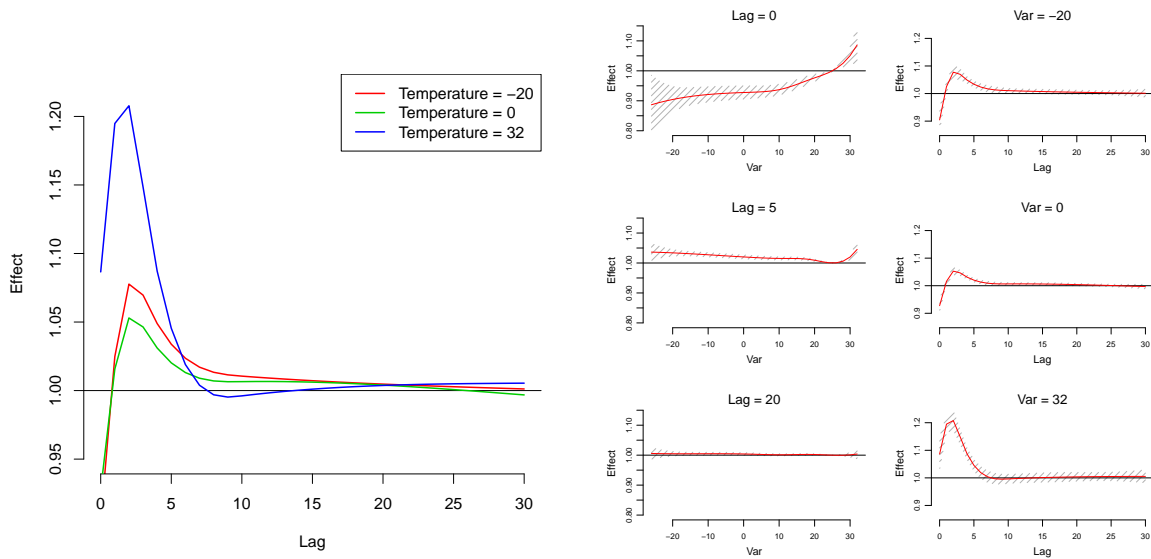 Temperature = −20
Temperature = 0
Temperature = 32
Effect
0.95 1.00 1.05 1.10 1.15 1.20
0 5 10 15 20 25 30
Lag
Lag = 0
Effect
0.80 0.90 1.00 1.10
−20 −10 0 10 20 30
Var
Var = −20
Effect
0.9 1.0 1.1 1.2
0 5 10 15 20 25 30
Lag
Lag = 5
Effect
0.80 0.90 1.00 1.10
−20 −10 0 10 20 30
Var
Var = 0
Effect
0.9 1.0 1.1 1.2
0 5 10 15 20 25 30
Lag
Lag = 20
Effect
0.80 0.90 1.00 1.10
−20 −10 0 10 20 30
Var
Var = 32
Effect
0.9 1.0 1.1 1.2
0 5 10 15 20 25 30
Lag